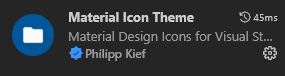 Material Icon Theme 45ms
Material Design Icons for Visual St...
Philipp Kief